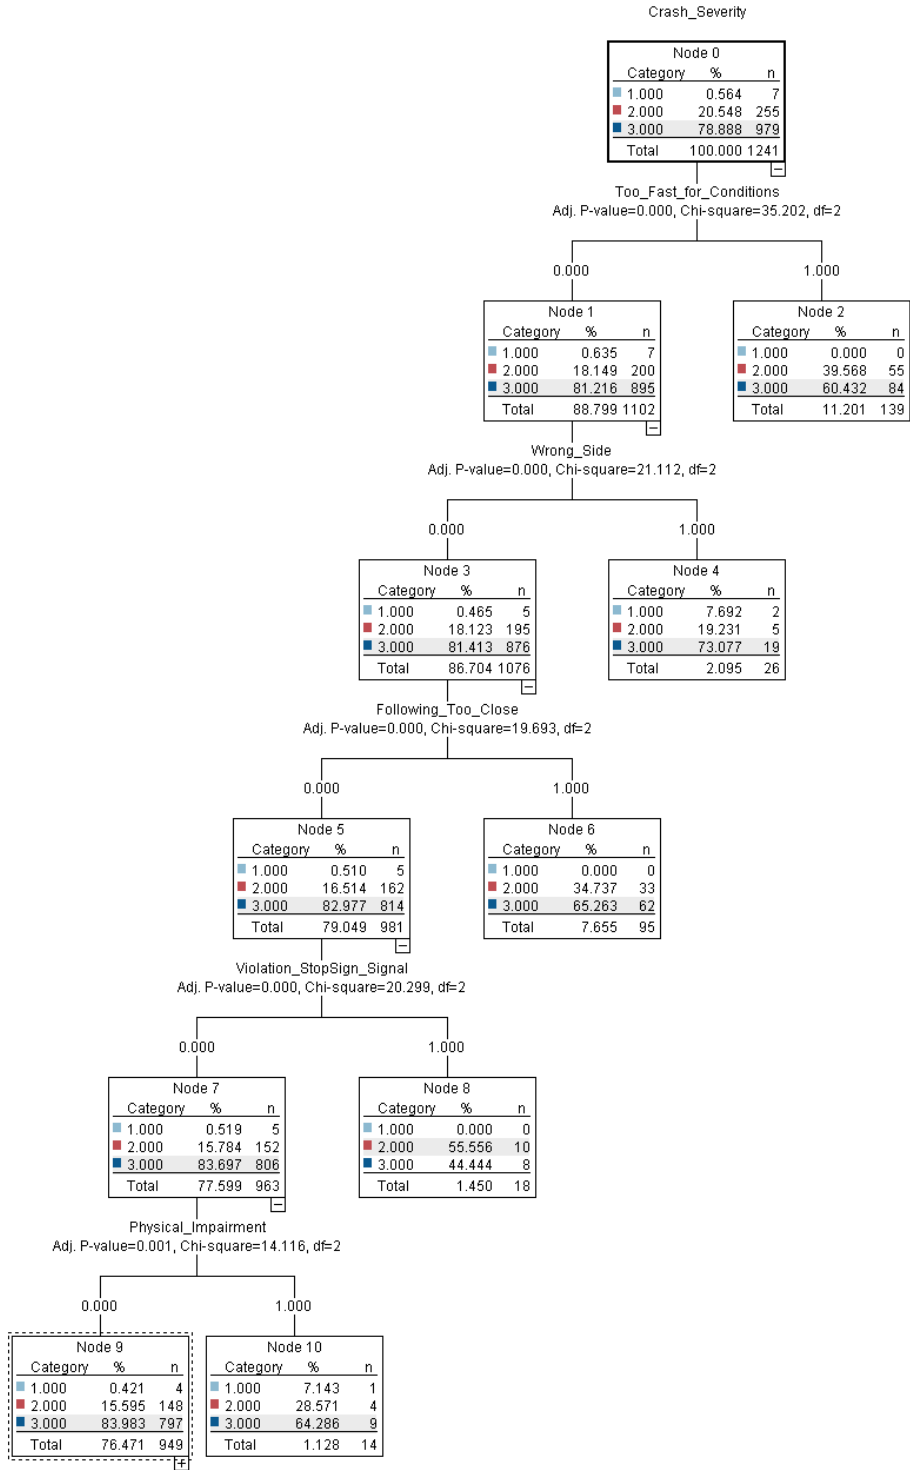 Crash_Severity
Node 0
Category % n
1.000 0.564 7
2.000 20.548 255
3.000 78.888 979
Total 100.000 1241
Too_Fast_for_Conditions
Adj. P-value=0.000, Chi-square=35.202, df=2
0.000 1.000
Node 1
Category % n
1.000 0.635 7
2.000 18.149 200
3.000 81.216 895
Total 88.799 1102
Node 2
Category % n
1.000 0.000 0
2.000 39.568 55
3.000 60.432 84
Total 11.201 139
Wrong_Side
Adj. P-value=0.000, Chi-square=21.112, df=2
0.000 1.000
Node 3
Category % n
1.000 0.465 5
2.000 18.123 195
3.000 81.413 876
Total 86.704 1076
Node 4
Category % n
1.000 7.692 2
2.000 19.231 5
3.000 73.077 19
Total 2.095 26
Following_Too_Close
Adj. P-value=0.000, Chi-square=19.693, df=2
0.000 1.000
Node 5
Category % n
1.000 0.510 5
2.000 16.514 162
3.000 82.977 814
Total 79.049 981
Node 6
Category % n
1.000 0.000 0
2.000 34.737 33
3.000 65.263 62
Total 7.655 95
Violation_StopSign_Signal
Adj. P-value=0.000, Chi-square=20.299, df=2
0.000 1.000
Node 7
Category % n
1.000 0.519 5
2.000 15.784 152
3.000 83.697 806
Total 77.599 963
Node 8
Category % n
1.000 0.000 0
2.000 55.556 10
3.000 44.444 8
Total 1.450 18
Physical_Impairment
Adj. P-value=0.001, Chi-square=14.116, df=2
0.000 1.000
Node 9
Category % n
1.000 0.421 4
2.000 15.595 148
3.000 83.983 797
Total 76.471 949
Node 10
Category % n
1.000 7.143 1
2.000 28.571 4
3.000 64.286 9
Total 1.128 14